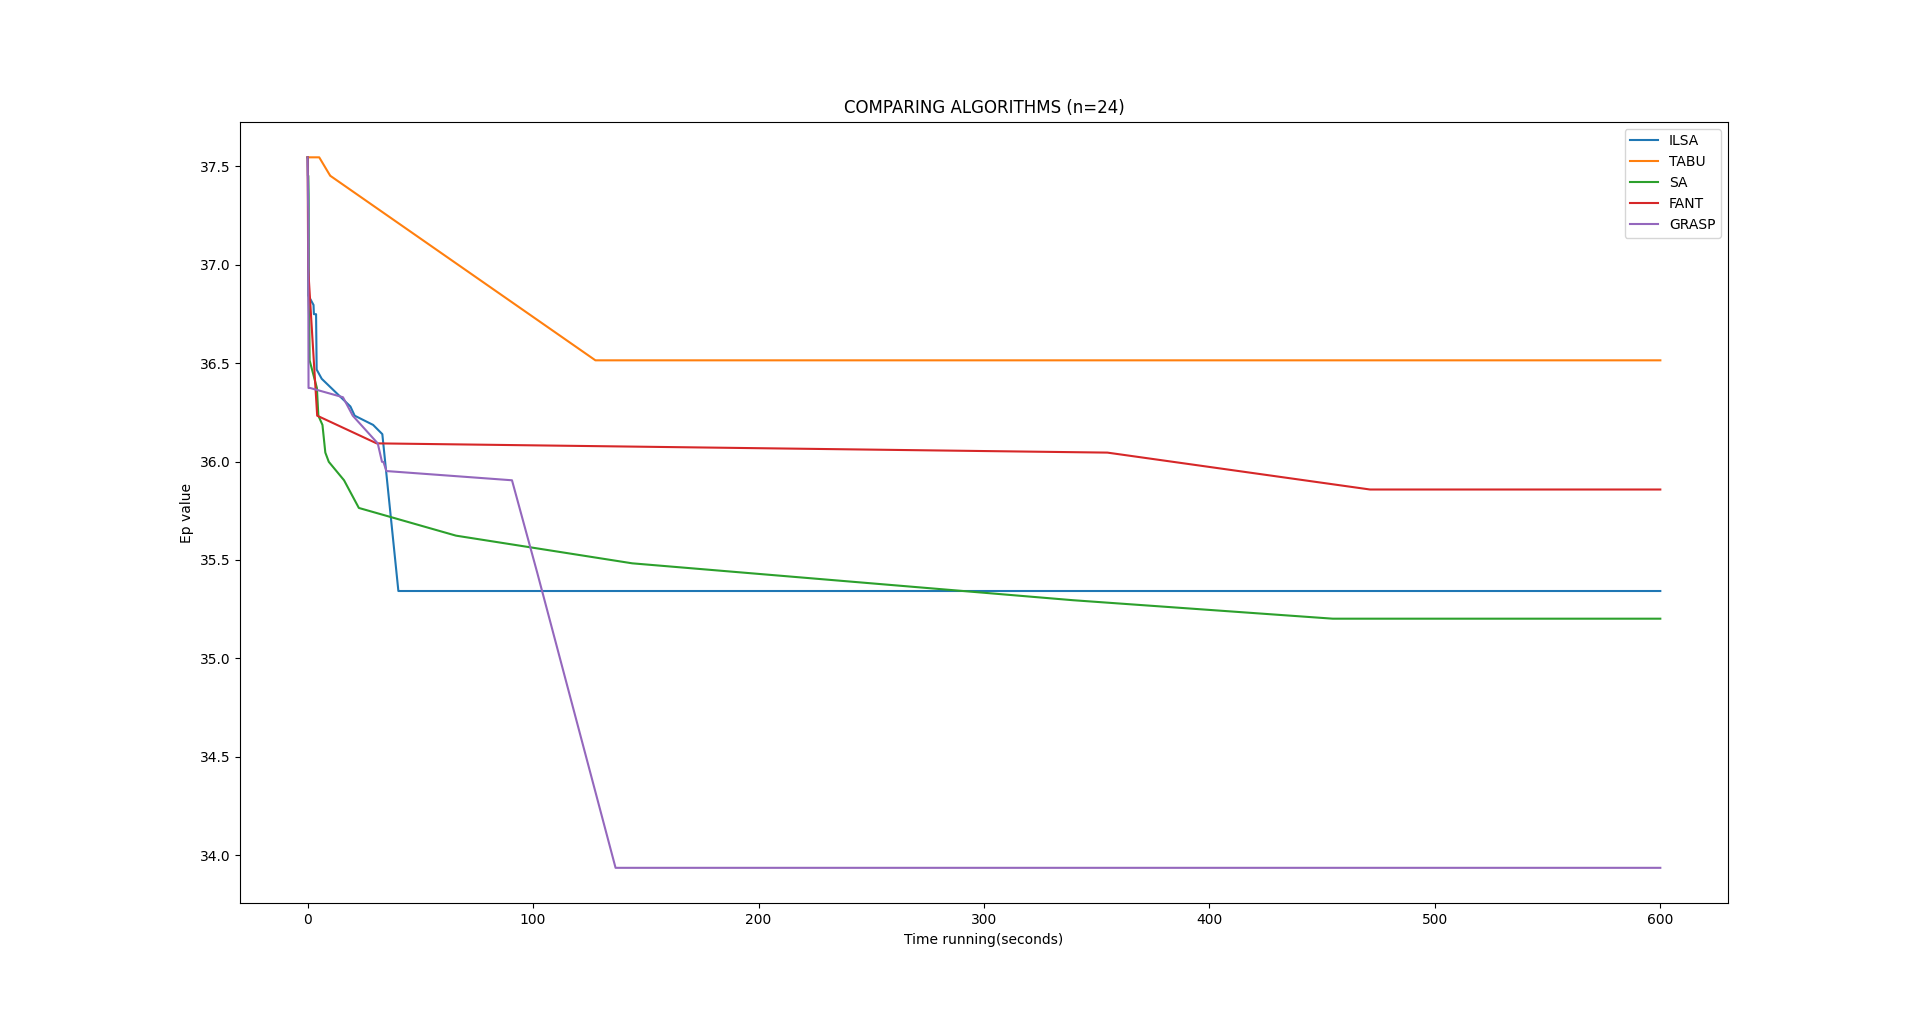 COMPARING ALGORITHMS (n=24)
ILSA
TABU
SA
FANT
GRASP
37.5
37.0
36.5
36.0
35.5
35.0
34.5
34.0
Ep value
0 100 200 300 400 500 600
Time running(seconds)